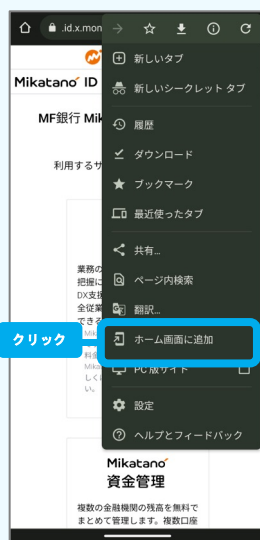 .id.x.mon
Mikatano ID
MF銀行 Mik
利用するサ
新しいタブ
新しいシークレット タブ
履歴
ダウンロード
ブックマーク
最近使ったタブ
共有...
ページ内検索
翻訳...
ホーム画面に追加
PC 版サイト
設定
ヘルプとフィードバック
クリック
業務の
把握に
DX支援
全従業
できる
料金
Mika
しく
い。
Mikatano
資金管理
複数の金融機関の残高を無料で
まとめて管理します。複数口座